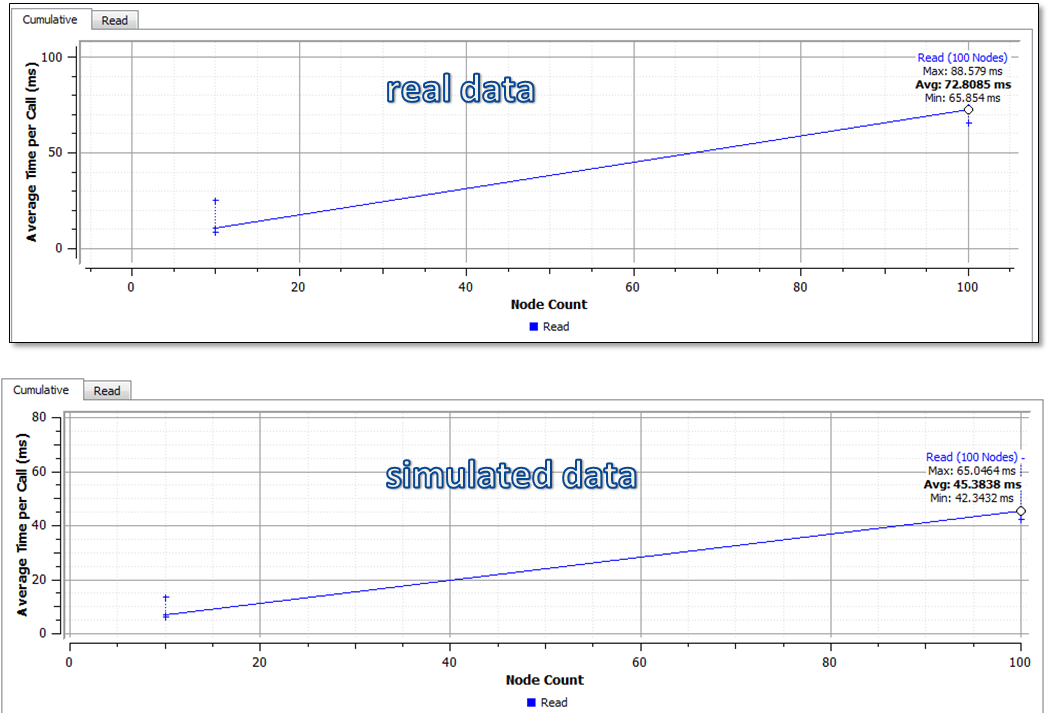 Cumulative Read
Average Time per Call (ms)
100
50
0
real data
Read (100 Nodes)
Max: 88.579 ms
Avg: 72.8085 ms
Min: 65.854 ms
0 20 40 60 80 100
Node Count
Read
Cumulative Read
Average Time per Call (ms)
80
60
40
20
0
simulated data
Read (100 Nodes)
Max: 65.0464 ms
Avg: 45.3838 ms
Min: 42.3432 ms
0 20 40 60 80 100
Node Count
Read